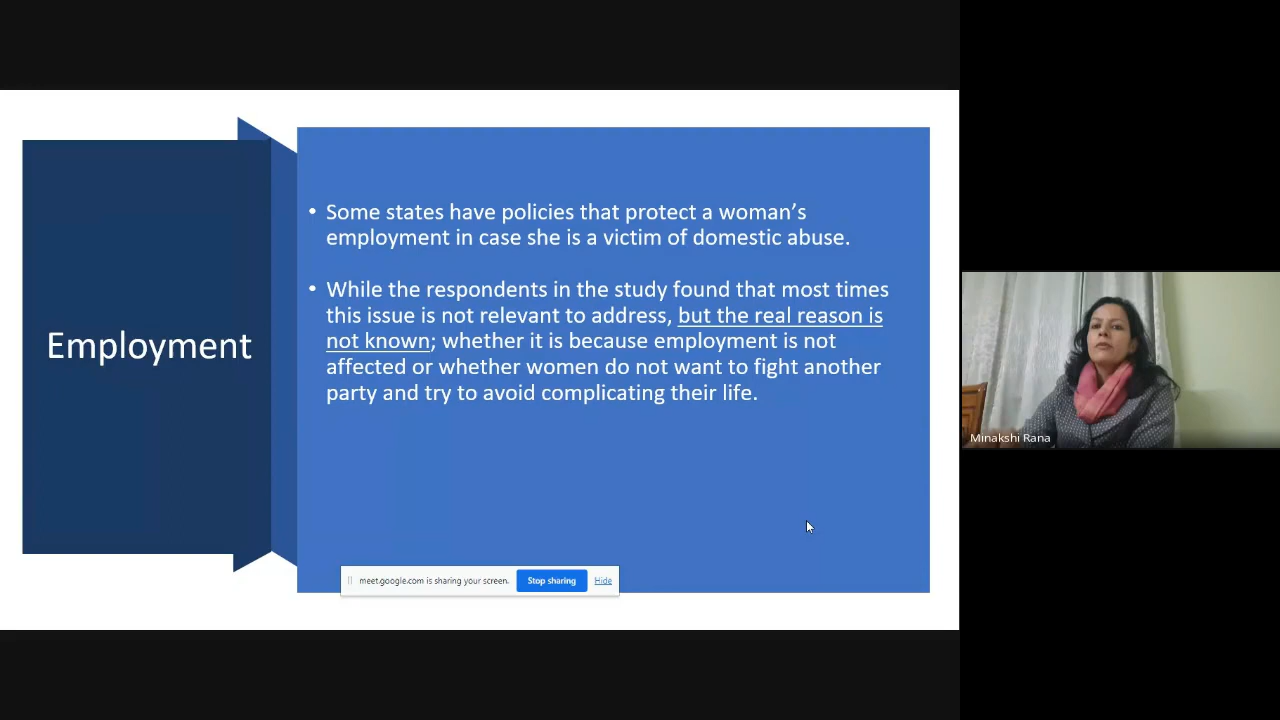 Employment
• Some states have policies that protect a woman’s
employment in case she is a victim of domestic abuse.
• While the respondents in the study found that most times
this issue is not relevant to address, but the real reason is
not known; whether it is because employment is not
affected or whether women do not want to fight another
party and try to avoid complicating their life.
meet.google.com is sharing your screen. Stop sharing Hide
Minakshi Rana